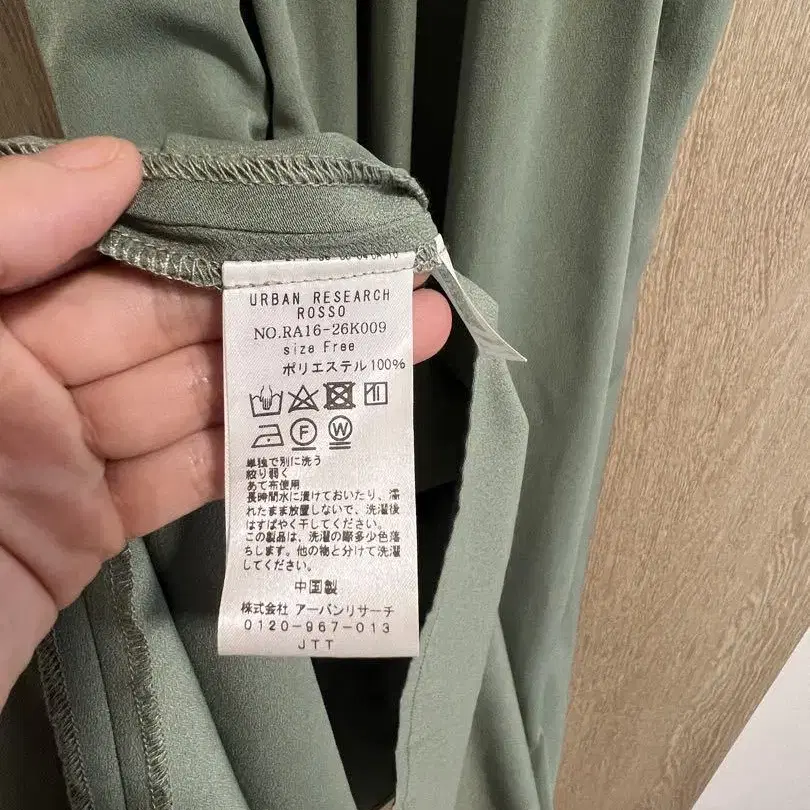 URBAN RESEARCH
ROSSO
NO.RA16-26K009
size Free
ポリエステル100%
F W
単独で別に洗う
絞り弱く
あて布使用
長時間水に漬けておいたり、濡
れたまま放置しないで、洗濯後
はすばやく干してください。
この製品は、洗濯の際多少色落
ちします。他の物と分けて洗濯
してください。
中国製
株式会社 アーバンリサーチ
0120-967-013
JTT